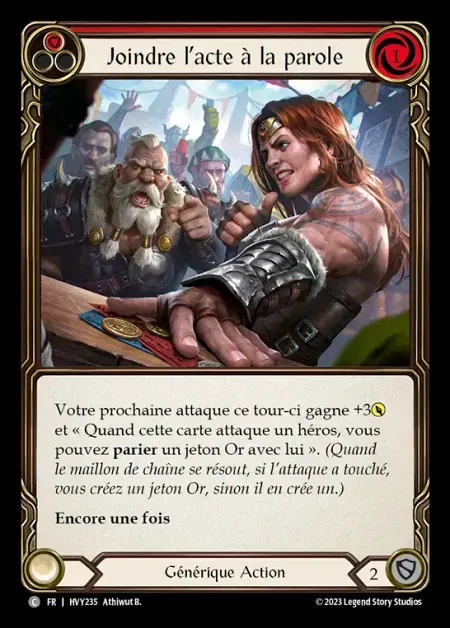 Joindre l'acte à la parole
1
Votre prochaine attaque ce tour-ci gagne +3
et « Quand cette carte attaque un héros, vous
pouvez parier un jeton Or avec lui ». (Quand
le maillon de chaîne se résout, si l'attaque a touché,
vous créez un jeton Or, sinon il en crée un.)
Encore une fois
Générique Action
2
C FR | HVY235 Athiwut B.
© 2023 Legend Story Studios